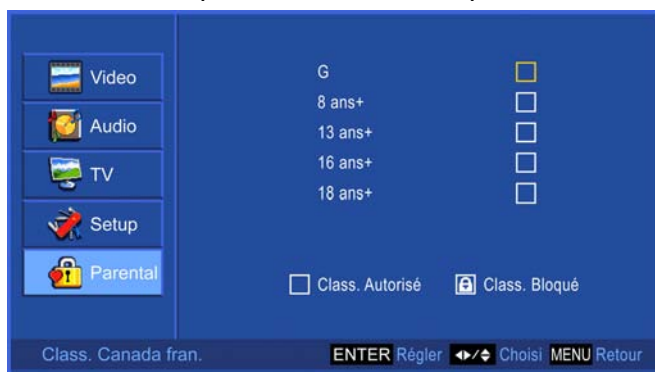 Video
Audio
TV
Setup
Parental
G
8 ans+
13 ans+
16 ans+
18 ans+
Class. Autorisé Class. Bloqué
Class. Canada fran. ENTER Régler Choisi MENU Retour